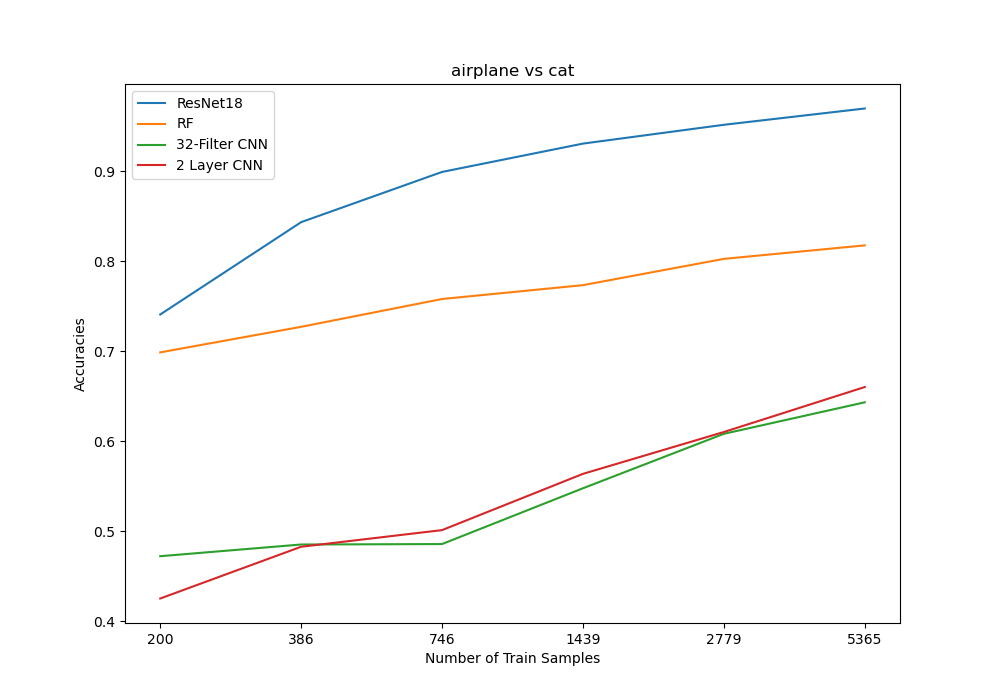 airplane vs cat
ResNet18
RF
32-Filter CNN
2 Layer CNN
Accuracies
0.9
0.8
0.7
0.6
0.5
0.4
200 386 746 1439 2779 5365
Number of Train Samples